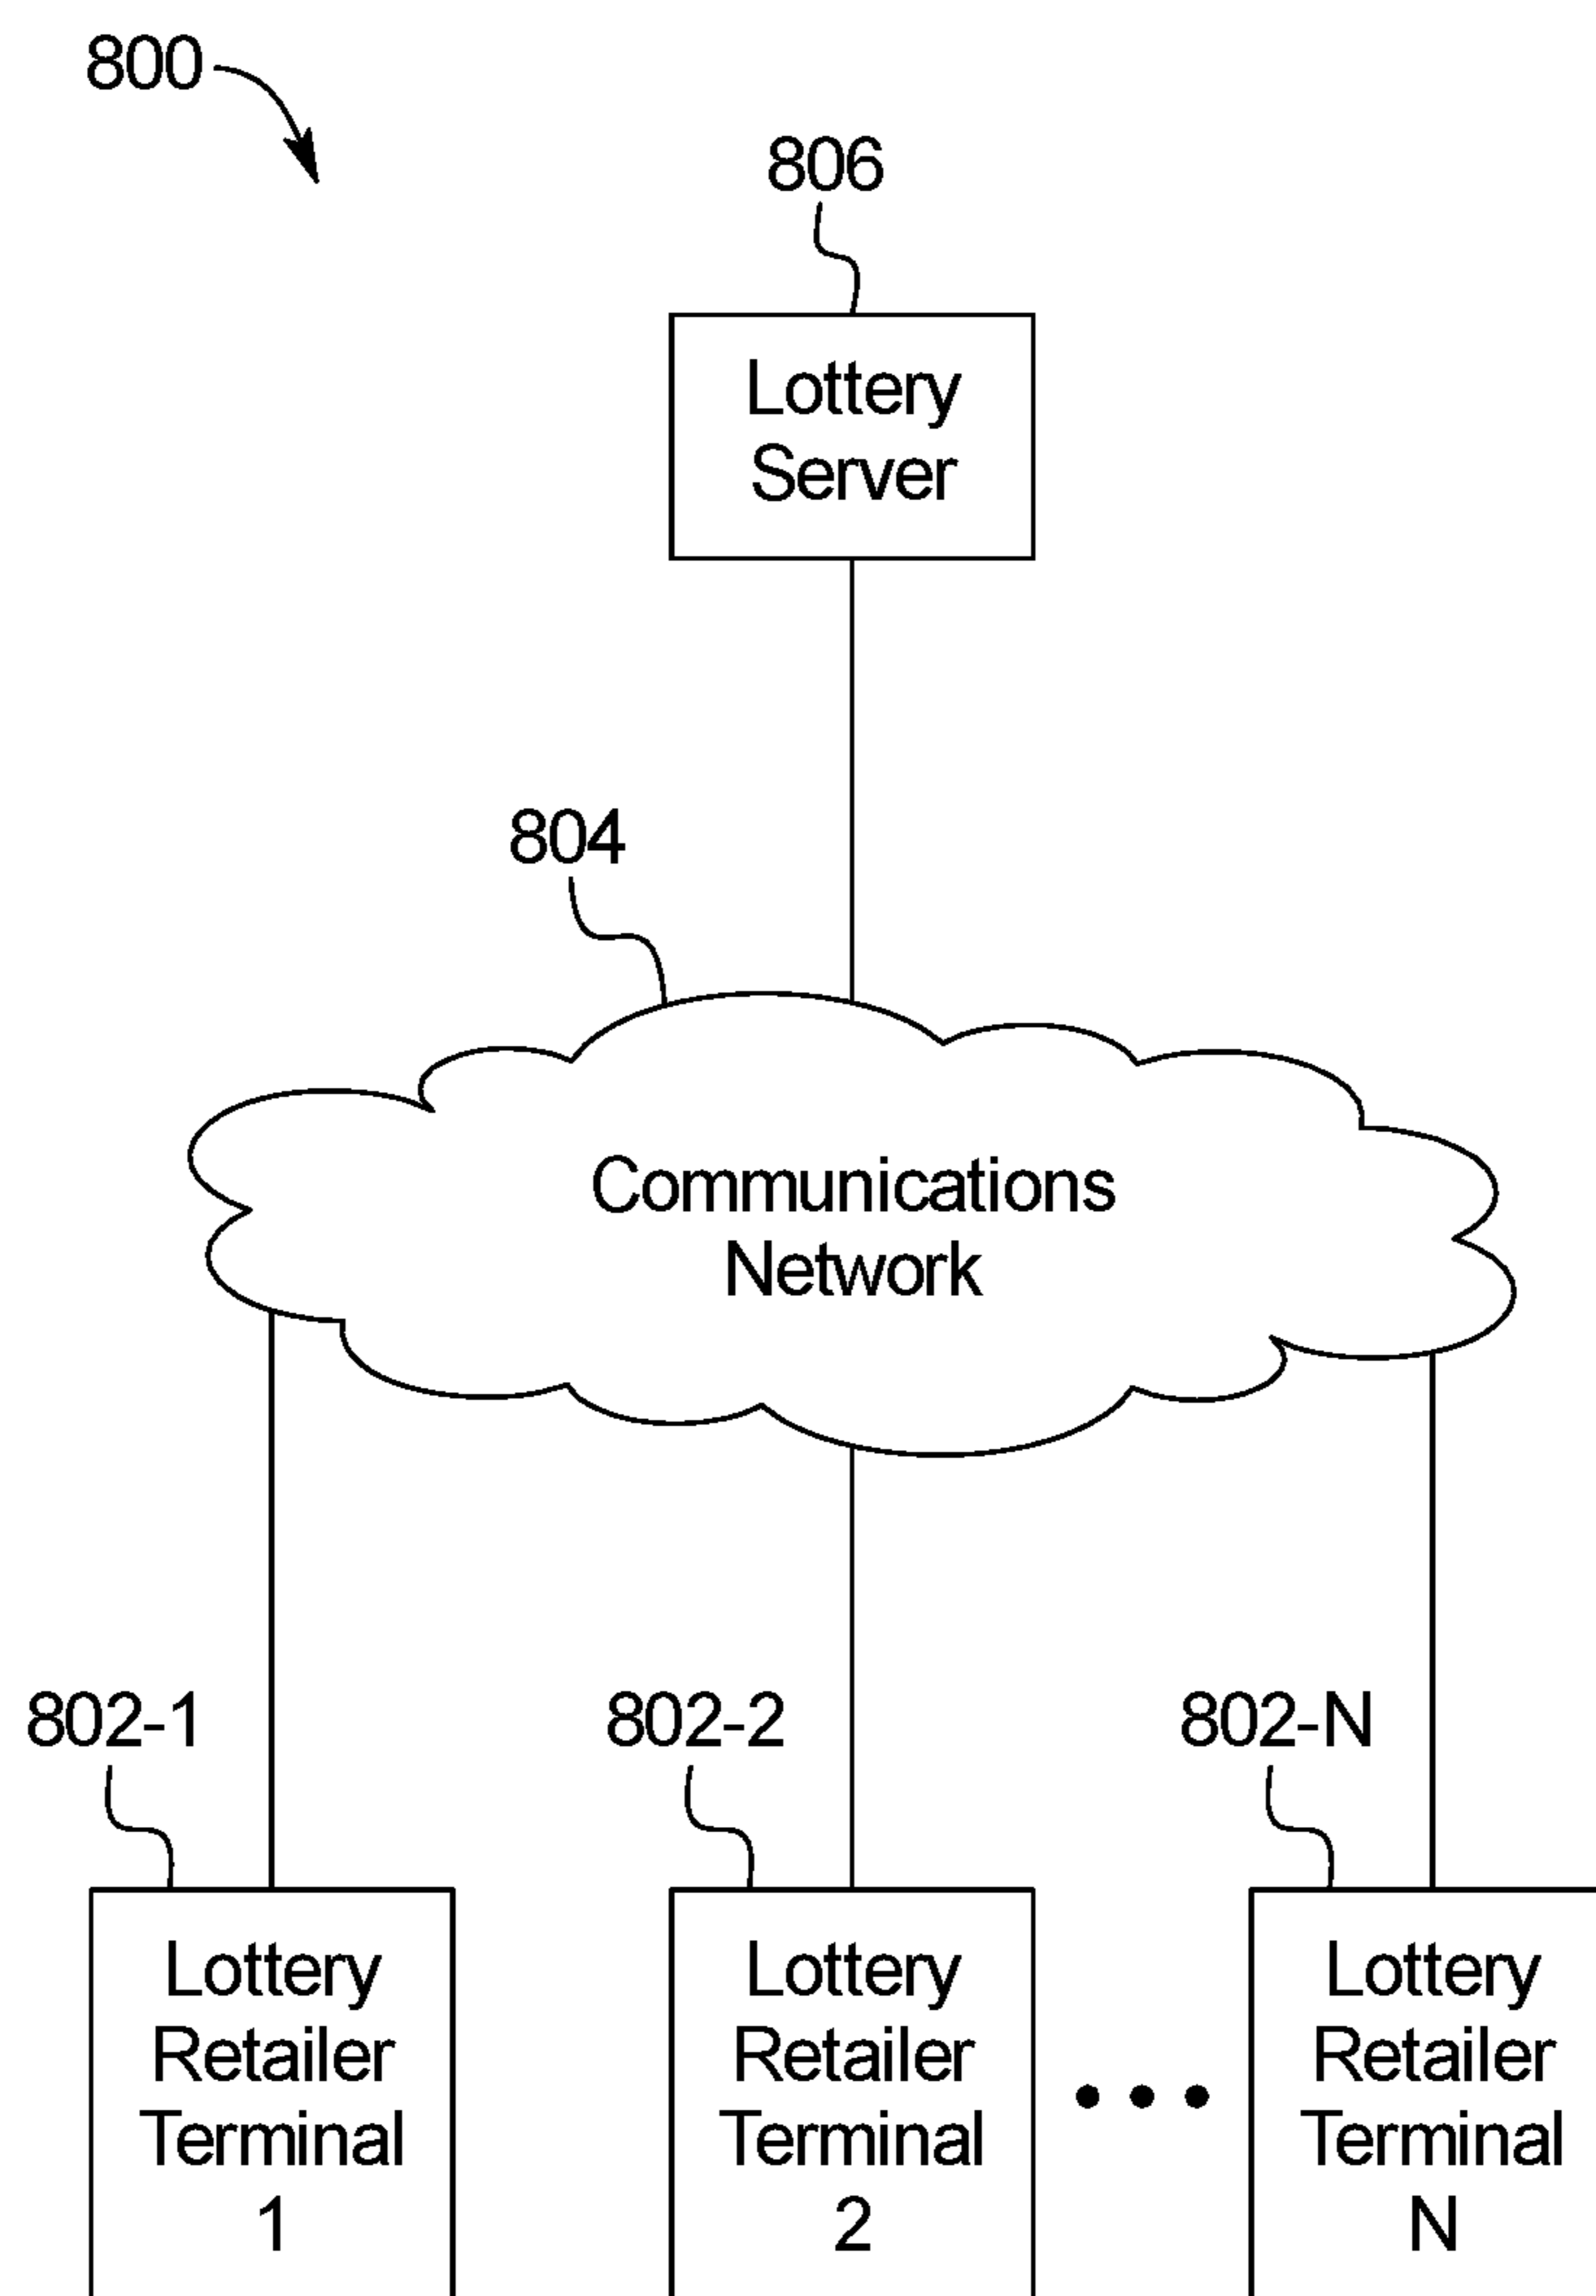 800
806
Lottery
Server
804
Communications
Network
802-1
802-2
802-N
Lottery
Retailer
Terminal
1
Lottery
Retailer
Terminal
2
Lottery
Retailer
Terminal
N